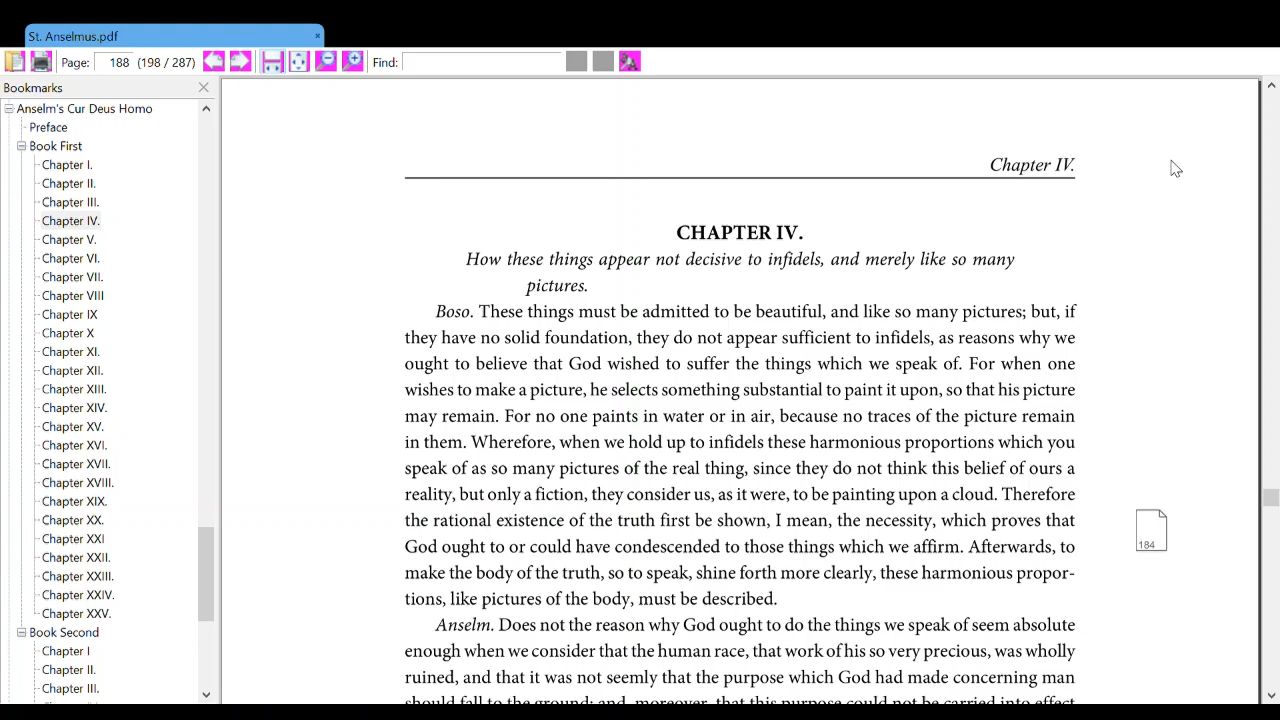 St. Anselmus.pdf ×
Page: 188 (198 / 287) Find:
Bookmarks
Anselm's Cur Deus Homo
Preface
Book First
Chapter I.
Chapter II.
Chapter III.
Chapter IV.
Chapter V.
Chapter VI.
Chapter VII.
Chapter VIII
Chapter IX
Chapter X
Chapter XI.
Chapter XII.
Chapter XIII.
Chapter XIV.
Chapter XV.
Chapter XVI.
Chapter XVII.
Chapter XVIII.
Chapter XIX.
Chapter XX.
Chapter XXI
Chapter XXII.
Chapter XXIII.
Chapter XXIV.
Chapter XXV.
Book Second
Chapter I
Chapter II.
Chapter III.
Chapter IV.
CHAPTER IV.
How these things appear not decisive to infidels, and merely like so many
pictures.
Boso. These things must be admitted to be beautiful, and like so many pictures; but, if
they have no solid foundation, they do not appear sufficient to infidels, as reasons why we
ought to believe that God wished to suffer the things which we speak of. For when one
wishes to make a picture, he selects something substantial to paint it upon, so that his picture
may remain. For no one paints in water or in air, because no traces of the picture remain
in them. Wherefore, when we hold up to infidels these harmonious proportions which you
speak of as so many pictures of the real thing, since they do not think this belief of ours a
reality, but only a fiction, they consider us, as it were, to be painting upon a cloud. Therefore
the rational existence of the truth first be shown, I mean, the necessity, which proves that
God ought to or could have condescended to those things which we affirm. Afterwards, to
make the body of the truth, so to speak, shine forth more clearly, these harmonious propor-
tions, like pictures of the body, must be described.
Anselm. Does not the reason why God ought to do the things we speak of seem absolute
enough when we consider that the human race, that work of his so very precious, was wholly
ruined, and that it was not seemly that the purpose which God had made concerning man
should fall to the ground; and, moreover, that this purpose could not be carried into effect
184